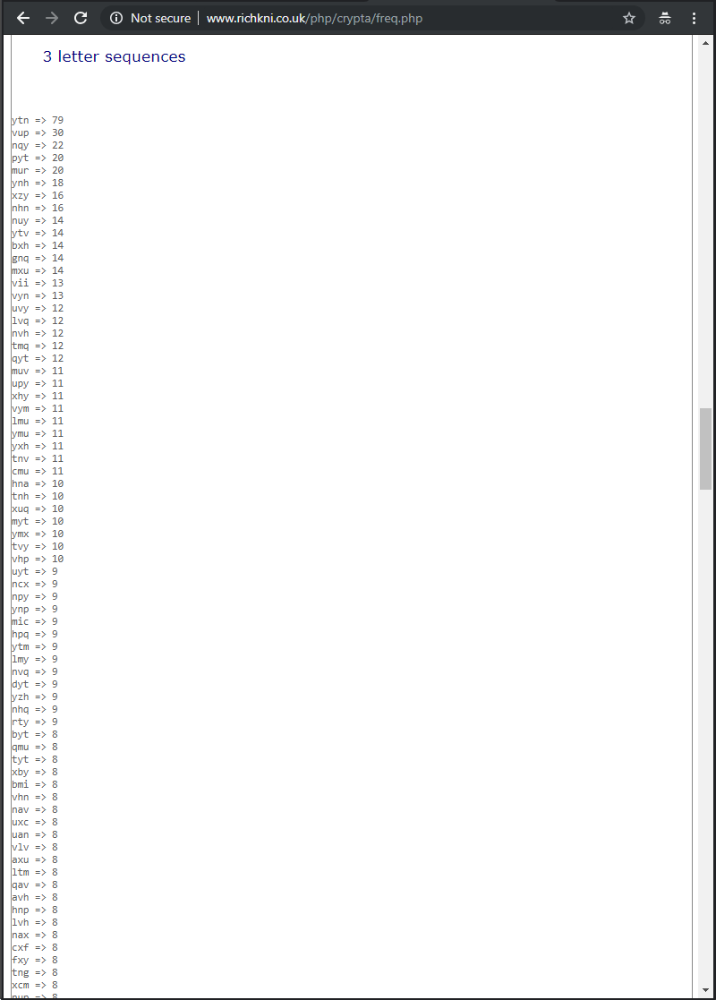 Not secure | www.richkni.co.uk/php/crypta/freq.php
3 letter sequences
ytn => 79
vup => 30
nqy => 22
pyt => 20
mur => 20
ynh => 18
xzy => 16
nhn => 16
nuy => 14
ytv => 14
bxh => 14
gnq => 14
mxu => 14
vii => 13
vyn => 13
uvy => 12
lvq => 12
nvh => 12
tmq => 12
qyt => 12
muv => 11
upy => 11
xhy => 11
vym => 11
lmu => 11
ymu => 11
yxh => 11
tnv => 11
cmu => 11
hna => 10
tnh => 10
xuq => 10
myt => 10
ymx => 10
tvy => 10
vhp => 10
uyt => 9
ncx => 9
npy => 9
ynp => 9
mic => 9
hpq => 9
ytm => 9
lmy => 9
nvq => 9
dyt => 9
yzh => 9
nhq => 9
rty => 9
byt => 8
qmu => 8
tyt => 8
xby => 8
bmi => 8
vhn => 8
nav => 8
uxc => 8
uan => 8
vlv => 8
axu => 8
ltm => 8
qav => 8
avh => 8
hnp => 8
lvh => 8
nax => 8
cxf => 8
fxy => 8
tng => 8
xcm => 8